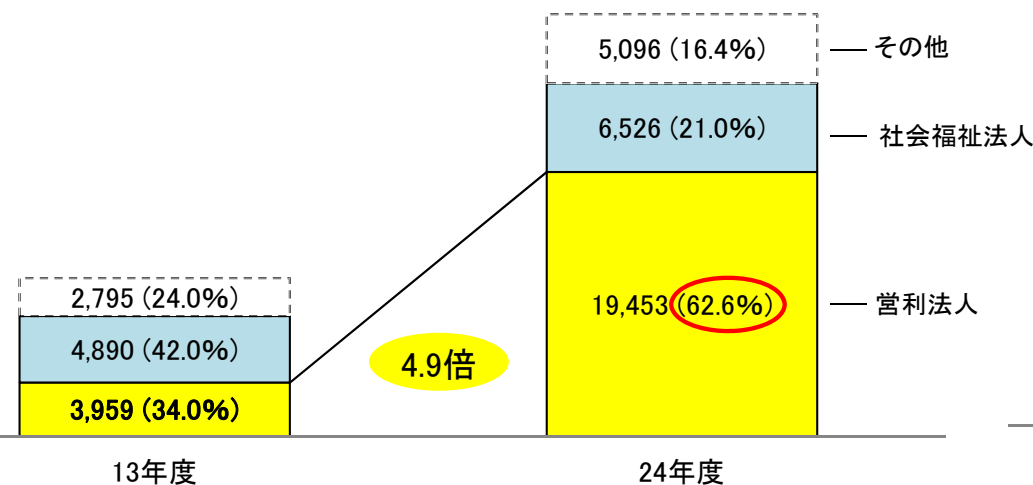 5,096 (16.4%)
その他
6,526 (21.0%)
社会福祉法人
2,795 (24.0%)
19,453 (62.6%)
営利法人
4,890 (42.0%)
4.9倍
3,959 (34.0%)
13年度
24年度